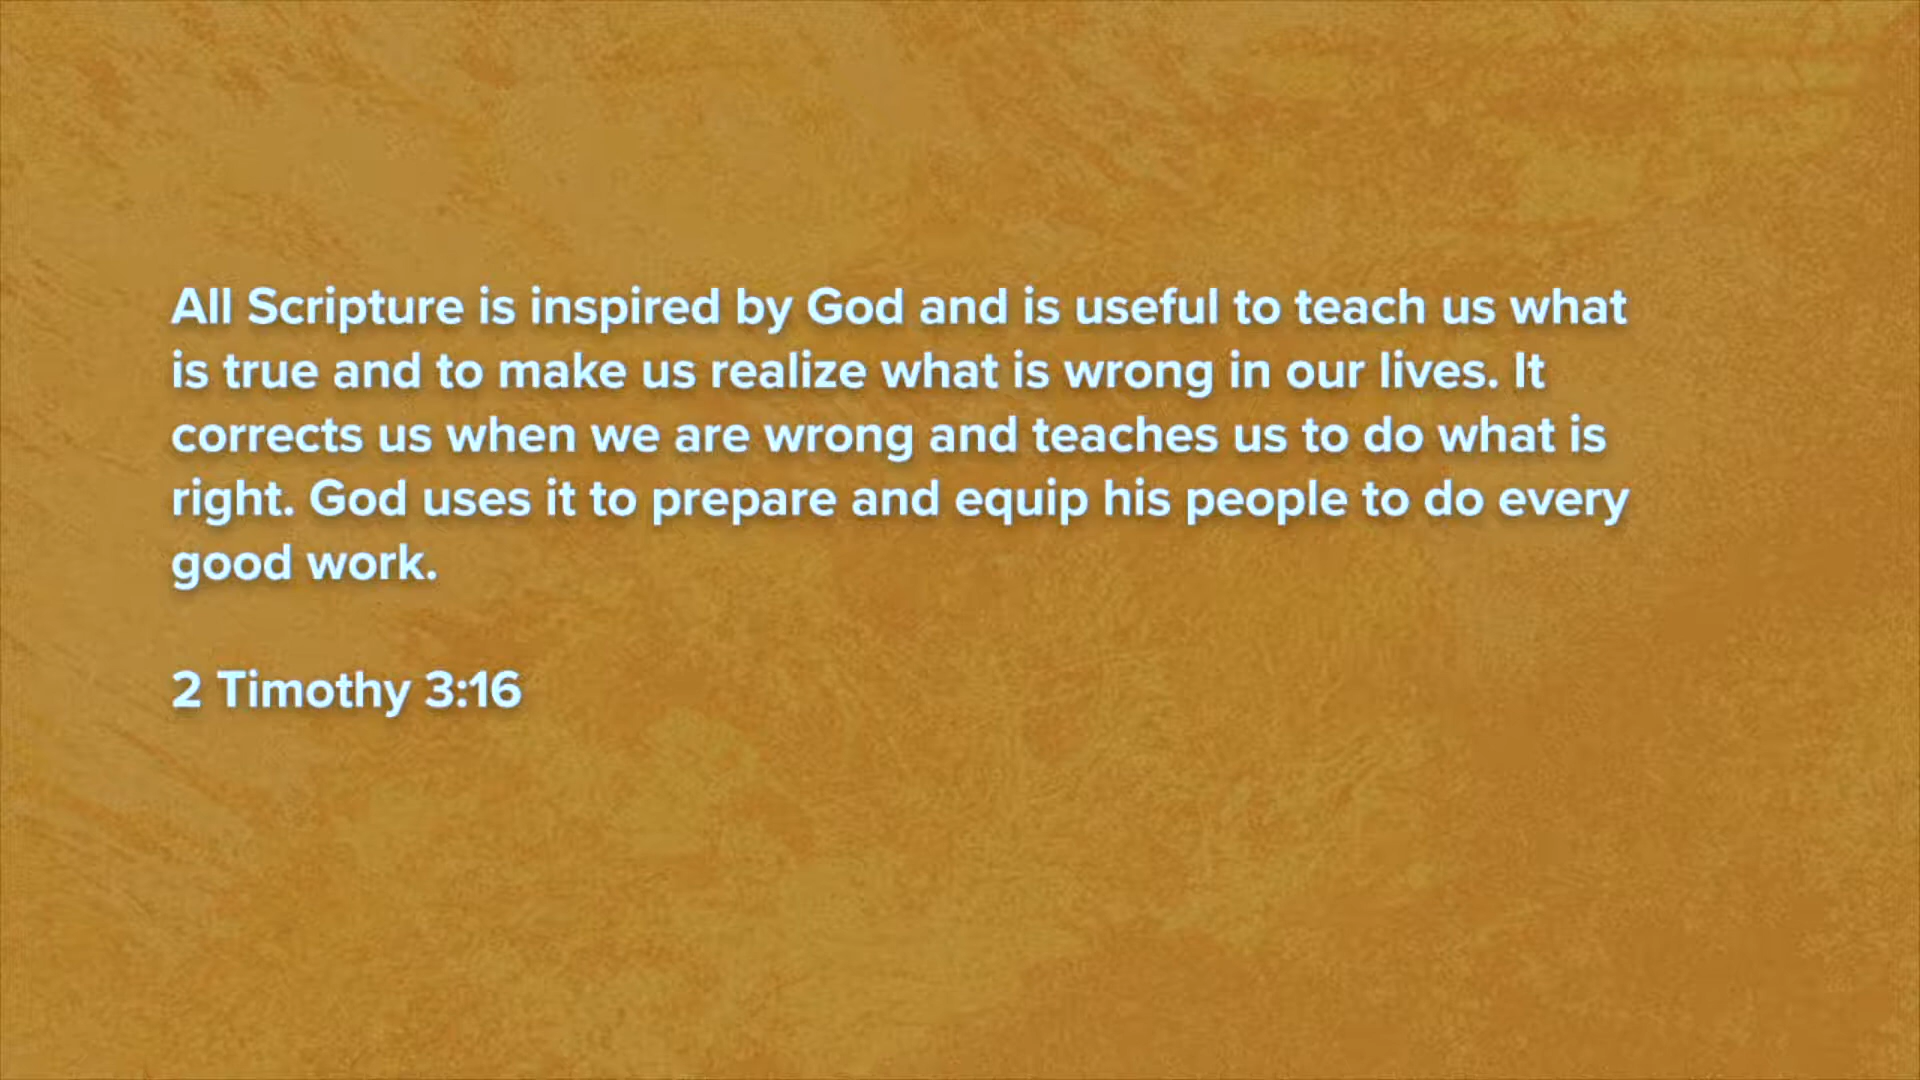 All Scripture is inspired by God and is useful to teach us what
is true and to make us realize what is wrong in our lives. It
corrects us when we are wrong and teaches us to do what is
right. God uses it to prepare and equip his people to do every
good work.
2 Timothy 3:16